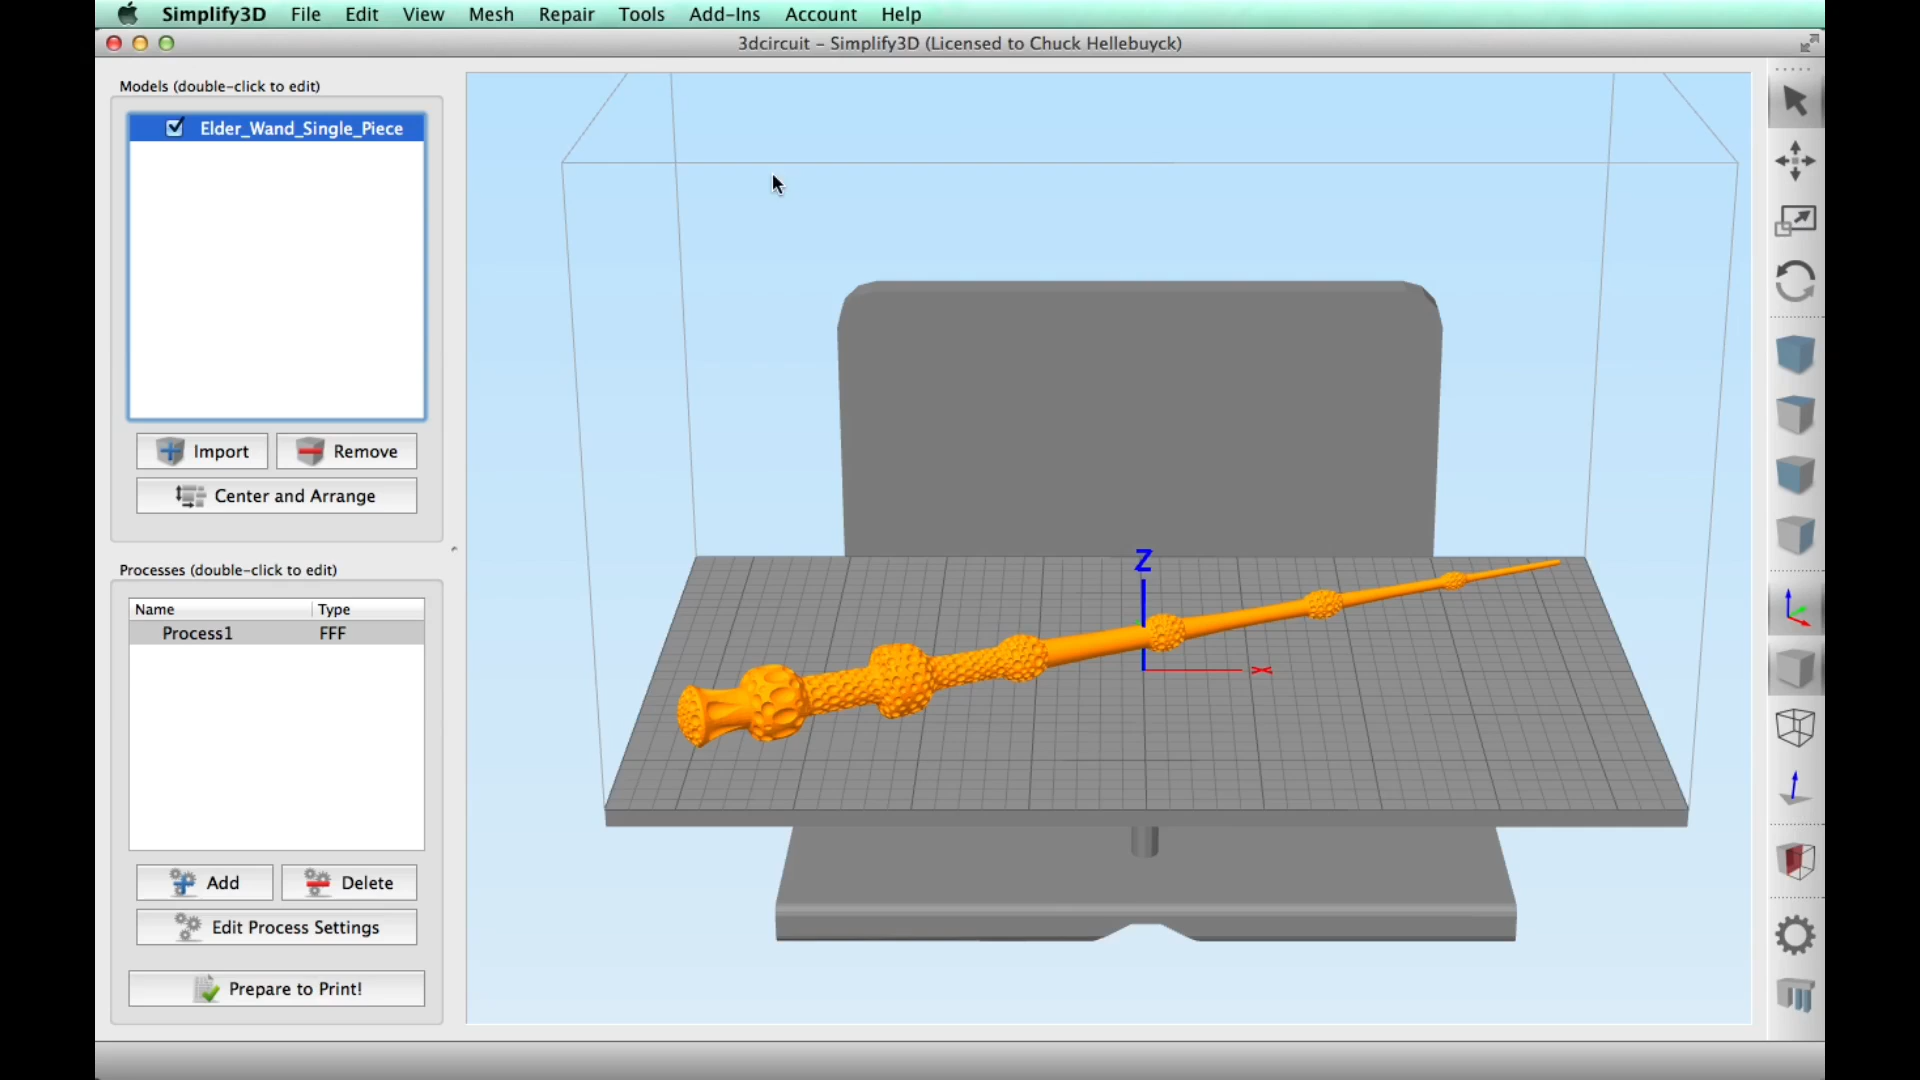 Simplify3D File Edit View Mesh Repair Tools Add-Ins Account Help
3dcircuit – Simplify3D (Licensed to Chuck Hellebuyck)
Models (double-click to edit)
Elder_Wand_Single_Piece
Import Remove
Center and Arrange
Processes (double-click to edit)
Name Type
Process1 FFF
Add Delete
Edit Process Settings
Prepare to Print!
Z
X